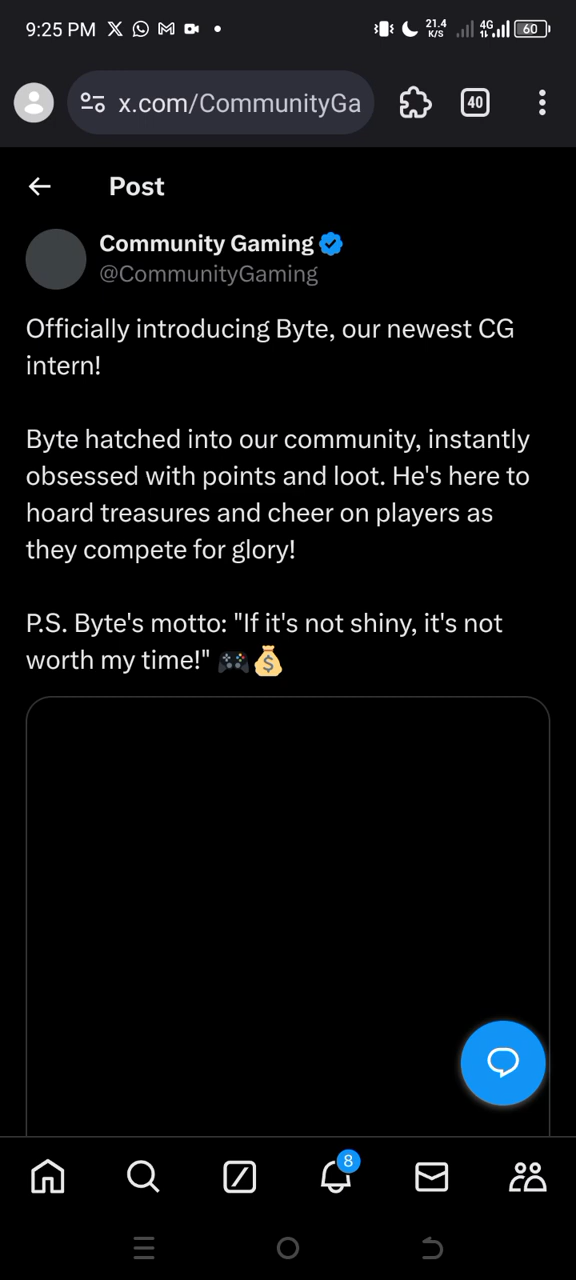 9:25 PM
21.4
K/S
4G
60
x.com/CommunityGa
40
Post
Community Gaming
@CommunityGaming
Officially introducing Byte, our newest CG
intern!
Byte hatched into our community, instantly
obsessed with points and loot. He's here to
hoard treasures and cheer on players as
they compete for glory!
P.S. Byte's motto: "If it's not shiny, it's not
worth my time!" 🎮💰
8